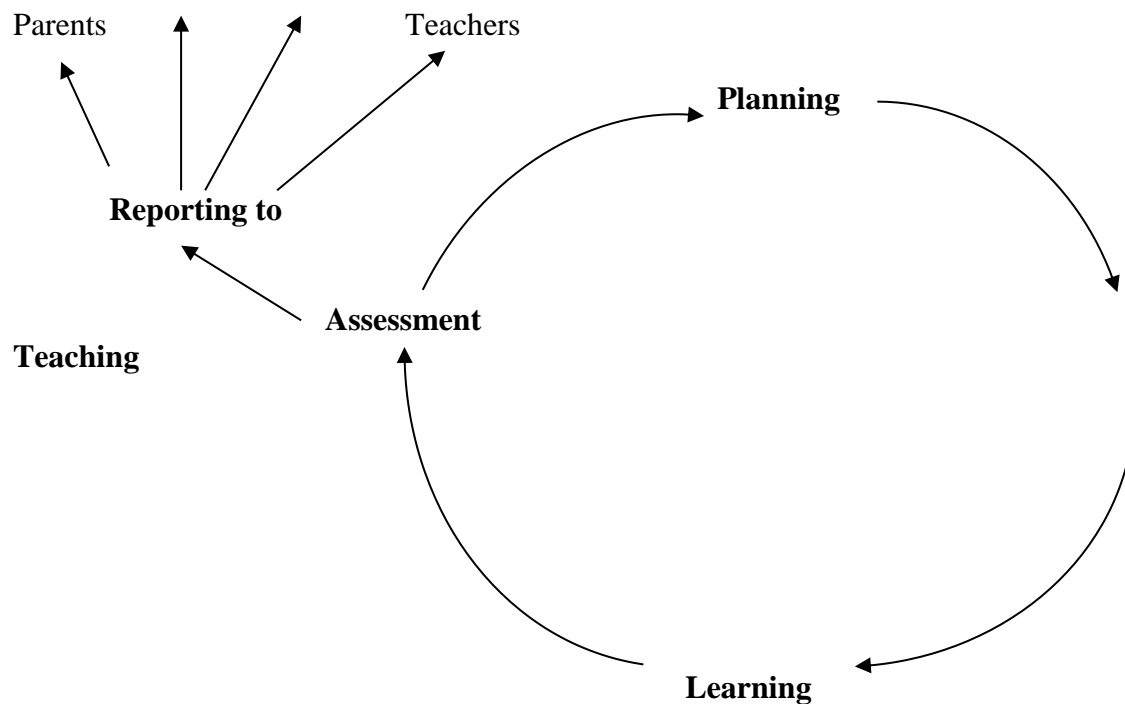 Parents Teachers
Planning
Reporting to
Assessment
Teaching
Learning